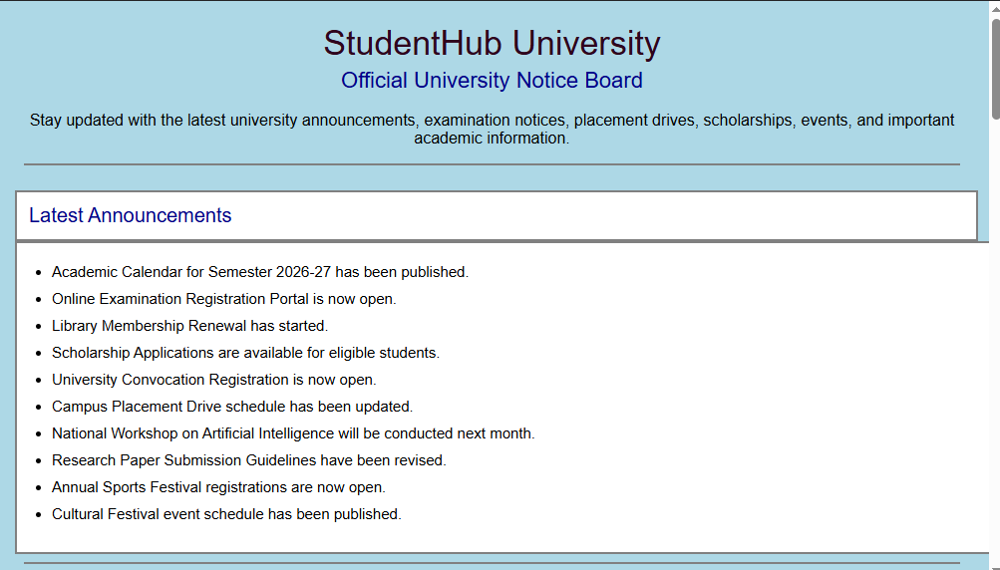 StudentHub University
Official University Notice Board
Stay updated with the latest university announcements, examination notices, placement drives, scholarships, events, and important
academic information.
Latest Announcements
Academic Calendar for Semester 2026-27 has been published.
Online Examination Registration Portal is now open.
Library Membership Renewal has started.
Scholarship Applications are available for eligible students.
University Convocation Registration is now open.
Campus Placement Drive schedule has been updated.
National Workshop on Artificial Intelligence will be conducted next month.
Research Paper Submission Guidelines have been revised.
Annual Sports Festival registrations are now open.
Cultural Festival event schedule has been published.